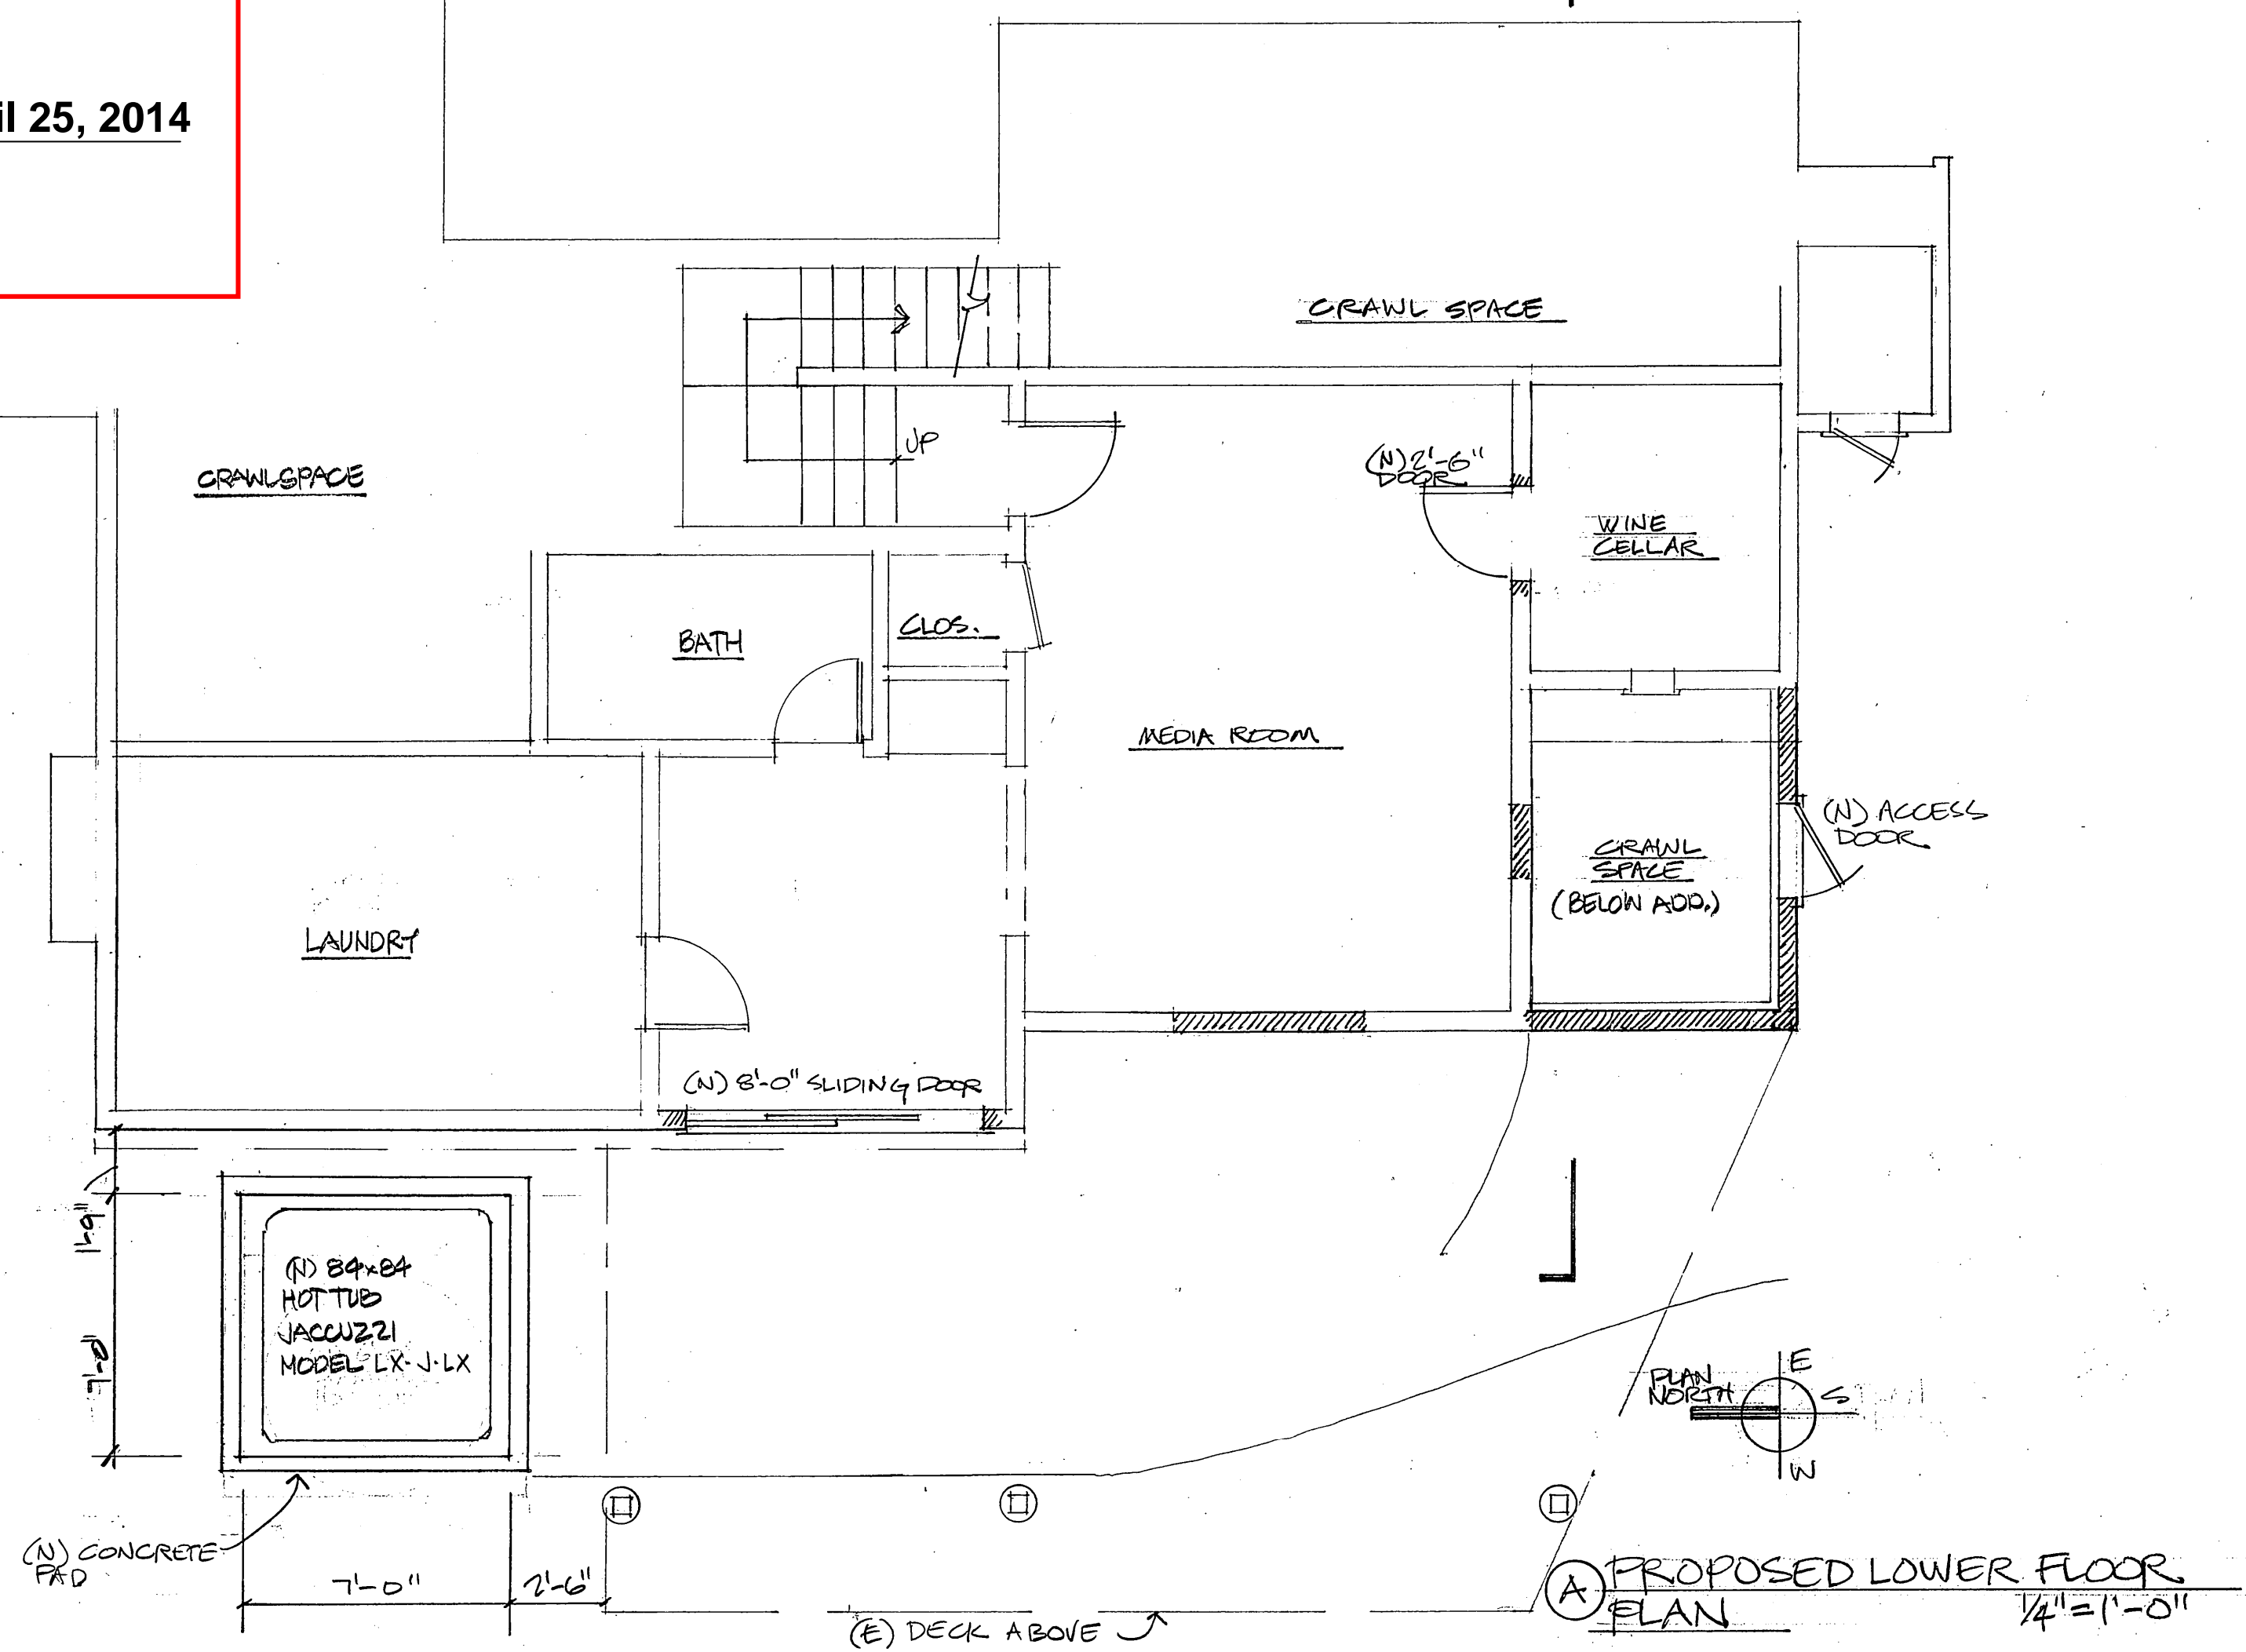 il 25, 2014
CRAWL SPACE
UP
CRAWLSPACE
(N) 2'-6"
DOOR
WINE
CELLAR
CLOS.
BATH
MEDIA ROOM
(N) ACCESS
DOOR
CRAWL
SPACE
(BELOW ADD.)
LAUNDRY
(N) 8'-0" SLIDING DOOR
1'-9"
(N) 84x84
HOT TUB
JACCUZZI
MODEL LX-J-LX
7'-0"
PLAN
NORTH
E
S
W
(N) CONCRETE
PAD
7'-0"
2'-6"
(E) DECK ABOVE
A
PROPOSED LOWER FLOOR
PLAN
1/4"=1'-0"